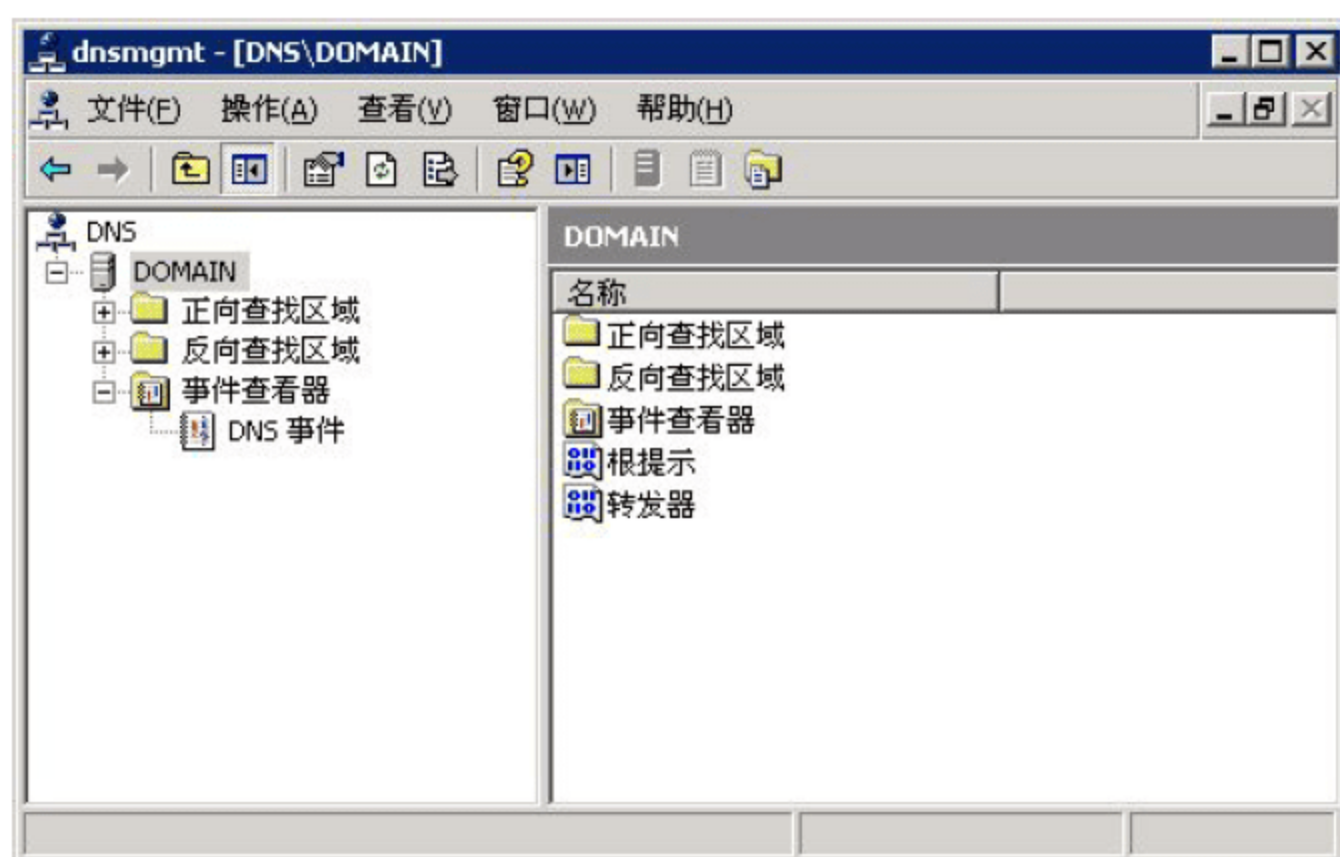 dnsmgmt - [DNS\DOMAIN]
文件(F) 操作(A) 查看(V) 窗口(W) 帮助(H)
DNS
DOMAIN
正向查找区域
反向查找区域
事件查看器
DNS 事件
DOMAIN
名称
正向查找区域
反向查找区域
事件查看器
根提示
转发器